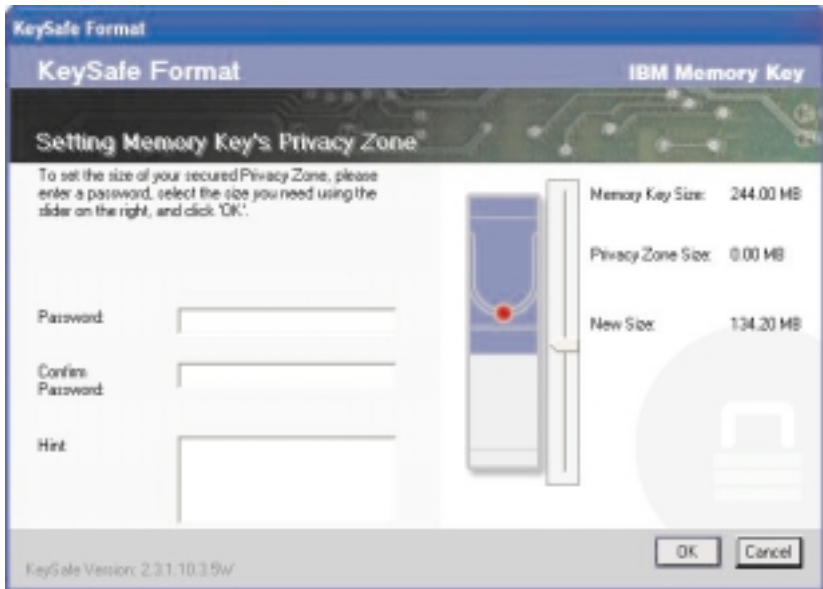 KeySafe Format
KeySafe Format
IBM Memory Key
Setting Memory Key's Privacy Zone
To set the size of your secured Privacy Zone, please
enter a password, select the size you need using the
slider on the right, and click 'OK'.
Memory Key Size: 244.00 MB
Privacy Zone Size: 0.00 MB
New Size: 134.20 MB
Password:
Confirm
Password:
Hint
OK
Cancel
KeySafe Version: 2.3.1.10.3.5W